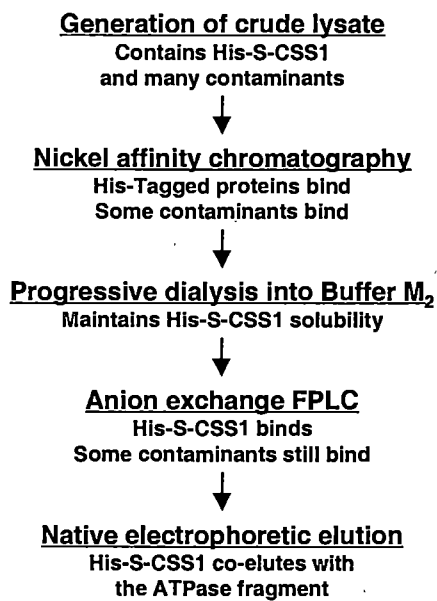 Generation of crude lysate
Contains His-S-CSS1
and many contaminants
Nickel affinity chromatography
His-Tagged proteins bind
Some contaminants bind
Progressive dialysis into Buffer M₂
Maintains His-S-CSS1 solubility
Anion exchange FPLC
His-S-CSS1 binds
Some contaminants still bind
Native electrophoretic elution
His-S-CSS1 co-elutes with
the ATPase fragment